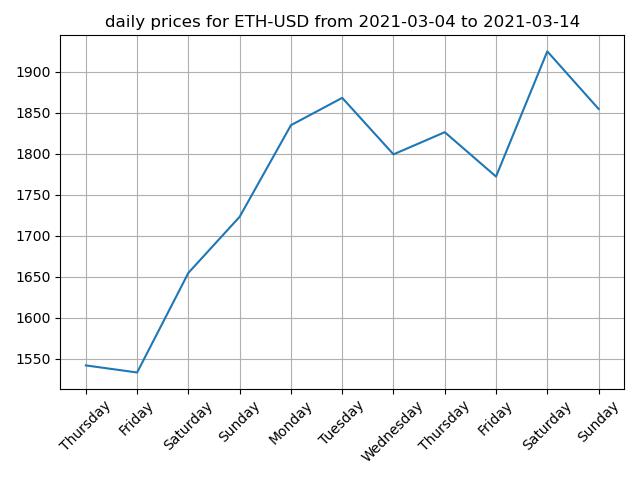 daily prices for ETH-USD from 2021-03-04 to 2021-03-14
1900
1850
1800
1750
1700
1650
1600
1550
Thursday
Friday
Saturday
Sunday
Monday
Tuesday
Wednesday
Thursday
Friday
Saturday
Sunday